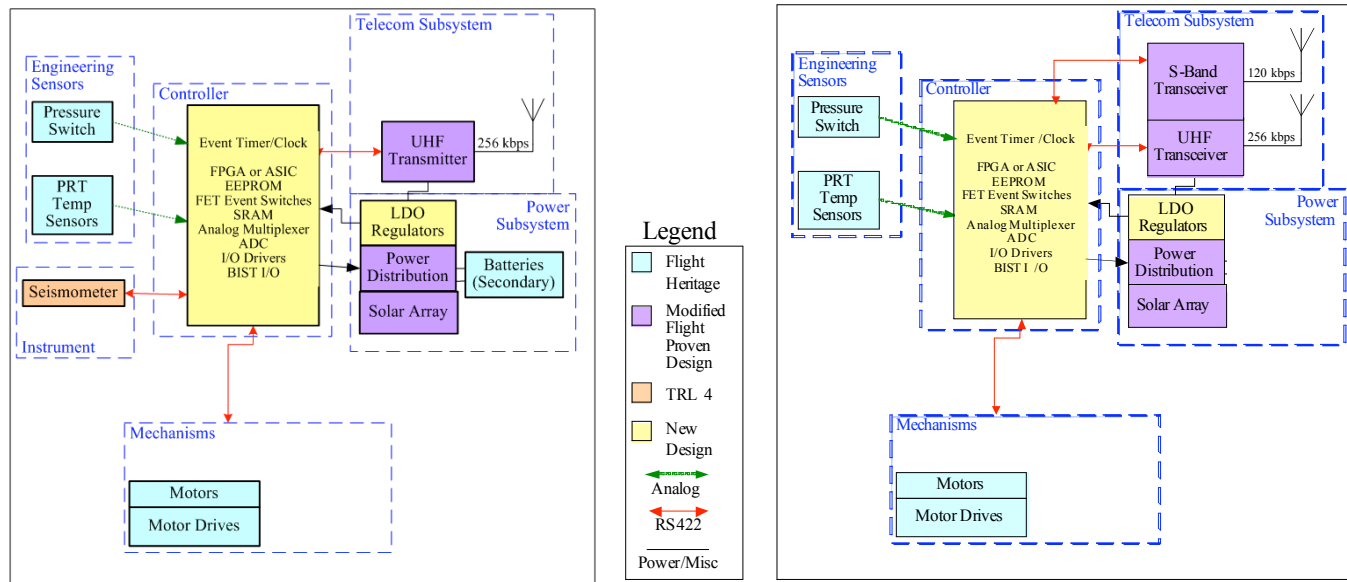 Telecom Subsystem
Engineering
Sensors
Pressure
Switch
PRT
Temp
Sensors
Controller
Event Timer/Clock
FPGA or ASIC
EEPROM
FET Event Switches
SRAM
Analog Multiplexer
ADC
I/O Drivers
BIST I/O
UHF
Transmitter
256 kbps
Power
Subsystem
LDO
Regulators
Power
Distribution
Solar Array
Batteries
(Secondary)
Seismometer
Instrument
Mechanisms
Motors
Motor Drives
Legend
Flight
Heritage
Modified
Flight
Proven
Design
TRL 4
New
Design
Analog
RS422
Power/Misc
Telecom Subsystem
Engineering
Sensors
Pressure
Switch
PRT
Temp
Sensors
Controller
Event Timer /Clock
FPGA or ASIC
EEPROM
FET Event Switches
SRAM
Analog Multiplexer
ADC
I/O Drivers
BIST I /O
S-Band
Transceiver
120 kbps
UHF
Transceiver
256 kbps
Power
Subsystem
LDO
Regulators
Power
Distribution
Solar Array
Mechanisms
Motors
Motor Drives